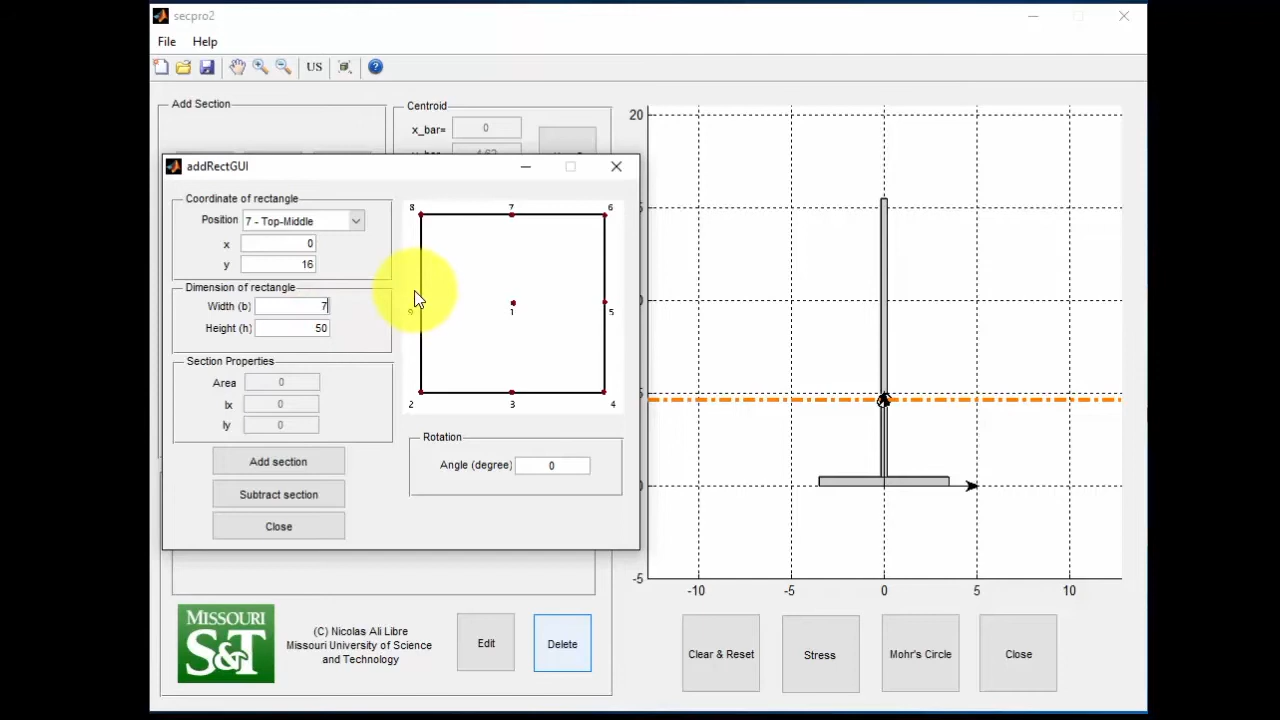 secpro2
File Help
US
Add Section
Centroid
x_bar= 0
addRectGUI
Coordinate of rectangle
Position 7 - Top-Middle
x 0
y 16
Dimension of rectangle
Width (b) 7
Height (h) 50
Section Properties
Area 0
Ix 0
Iy 0
Add section
Subtract section
Close
8 7 6
1 5
2 3 4
Rotation
Angle (degree) 0
20
-5
-10 -5 0 5 10
MISSOURI
S&T
(C) Nicolas Ali Libre
Missouri University of Science
and Technology
Edit
Delete
Clear & Reset
Stress
Mohr's Circle
Close